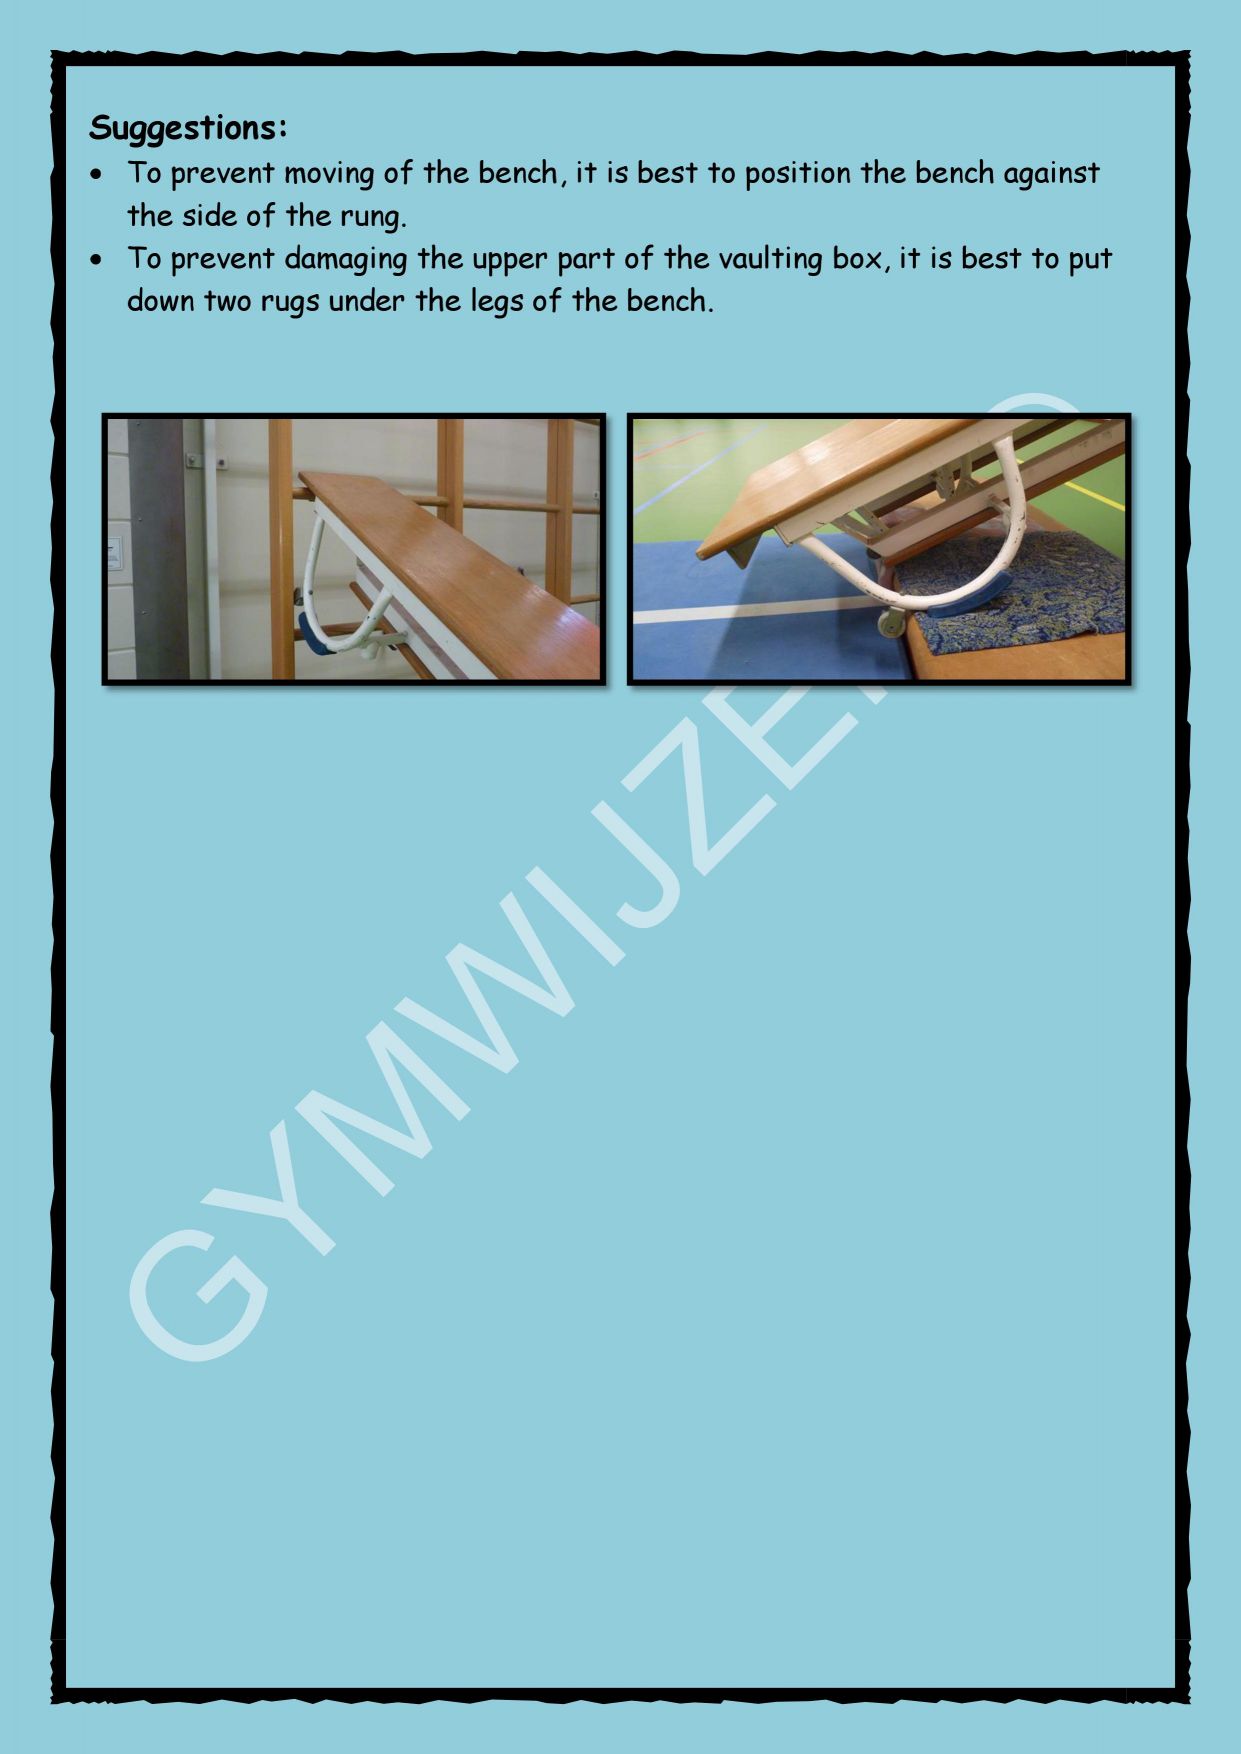 Suggestions:
• To prevent moving of the bench, it is best to position the bench against
the side of the rung.
• To prevent damaging the upper part of the vaulting box, it is best to put
down two rugs under the legs of the bench.